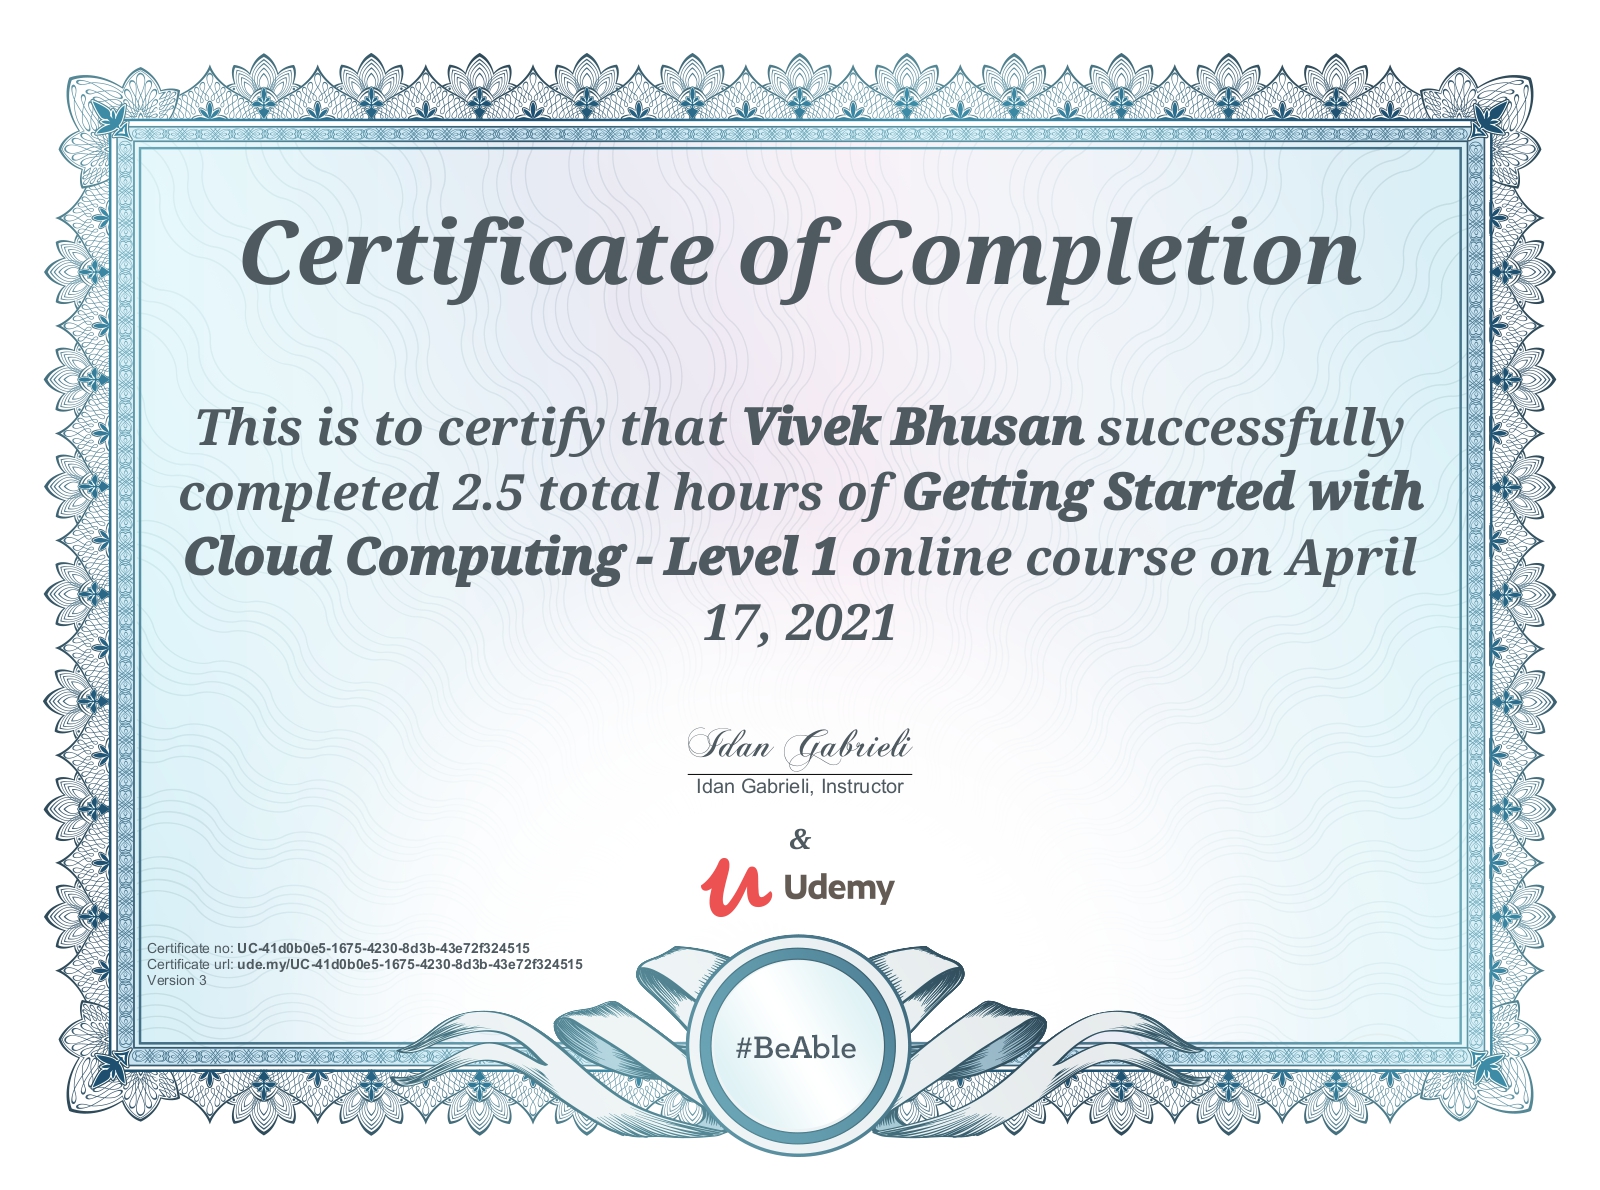 Certificate of Completion
This is to certify that Vivek Bhusan successfully
completed 2.5 total hours of Getting Started with
Cloud Computing - Level 1 online course on April
17, 2021
Idan Gabrieli
Idan Gabrieli, Instructor
&
Udemy
Certificate no: UC-41d0b0e5-1675-4230-8d3b-43e72f324515
Certificate url: ude.my/UC-41d0b0e5-1675-4230-8d3b-43e72f324515
Version 3
#BeAble